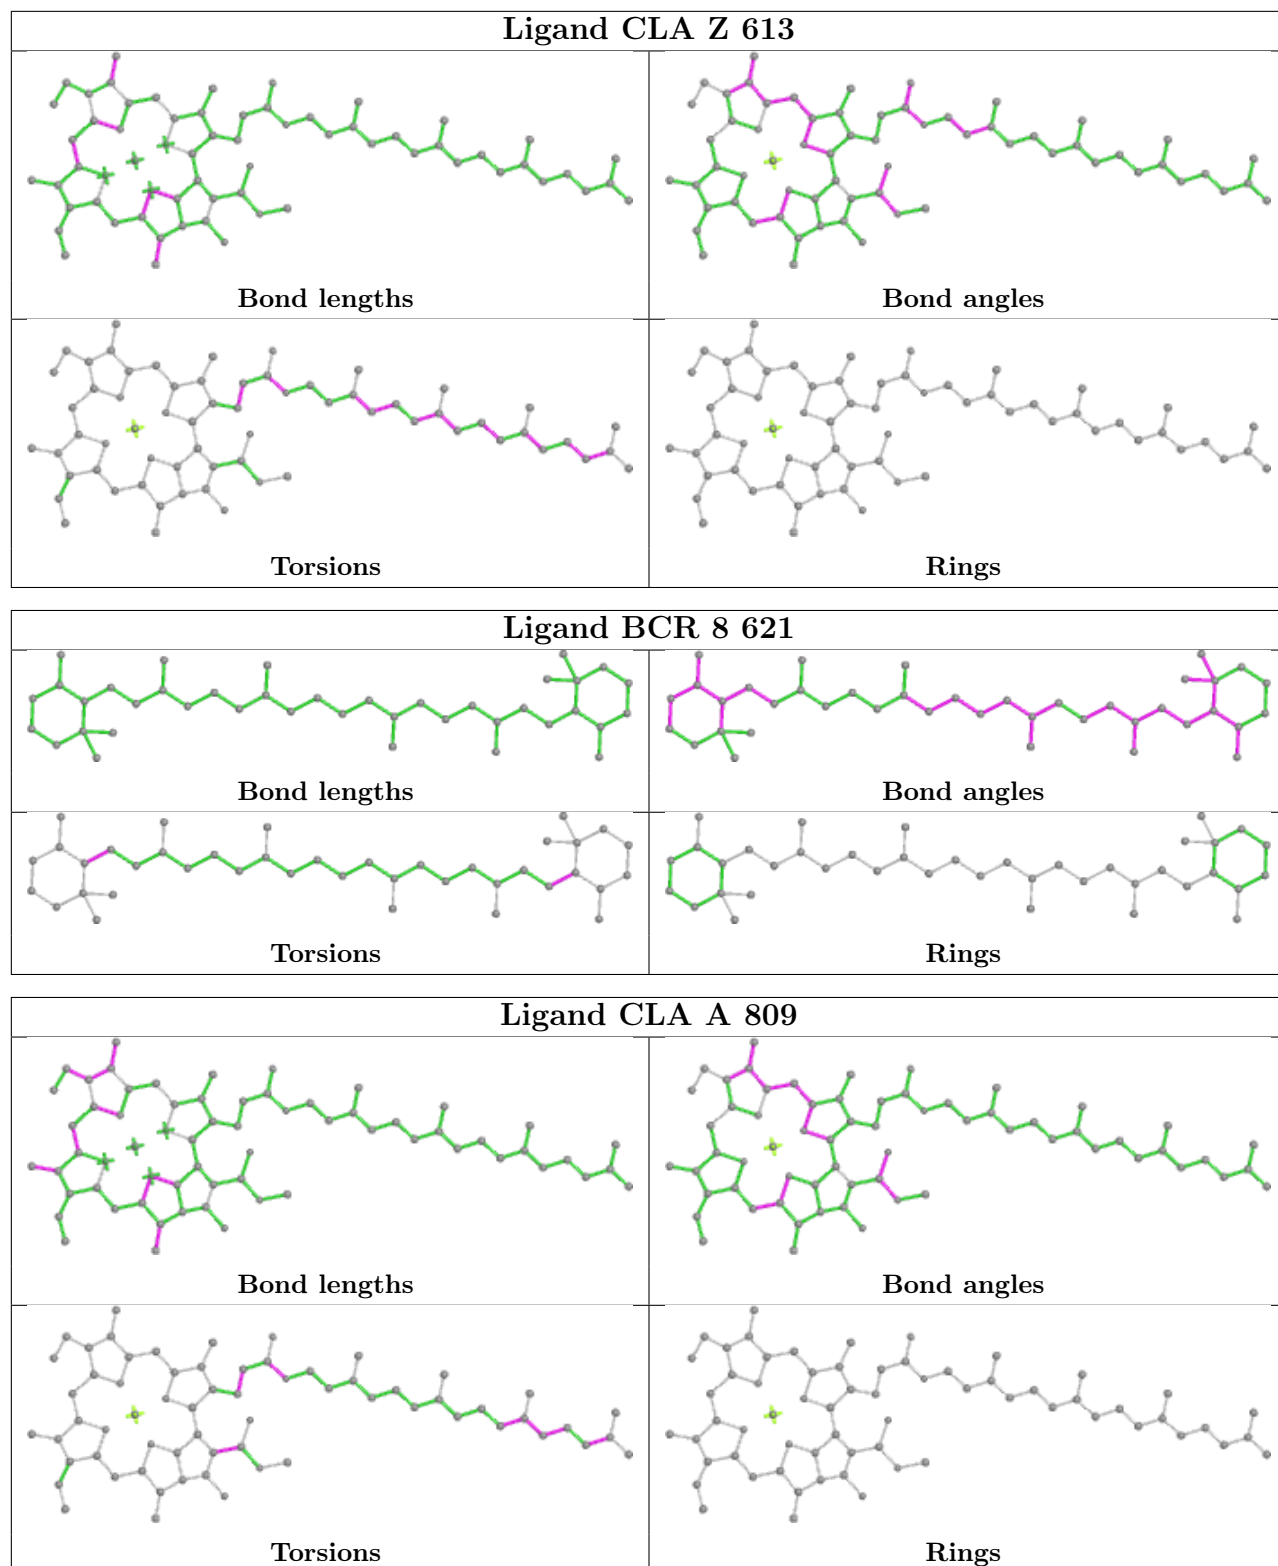 Ligand CLA Z 613
Bond lengths
Bond angles
Torsions
Rings
Ligand BCR 8 621
Bond lengths
Bond angles
Torsions
Rings
Ligand CLA A 809
Bond lengths
Bond angles
Torsions
Rings